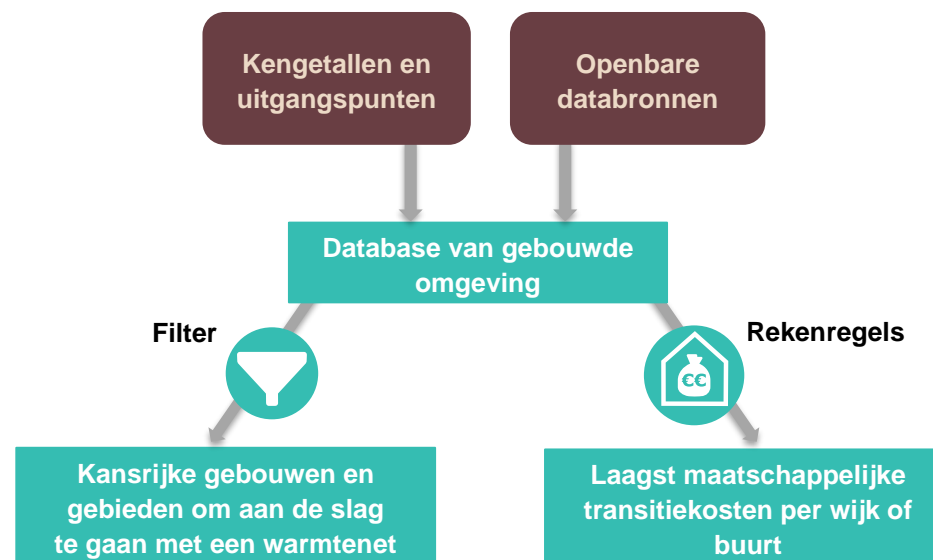 Kengetallen en
uitgangspunten
Openbare
databronnen
Database van gebouwde
omgeving
Filter
Rekenregels
€€
Kansrijke gebouwen en
gebieden om aan de slag
te gaan met een warmtenet
Laagst maatschappelijke
transitiekosten per wijk of
buurt